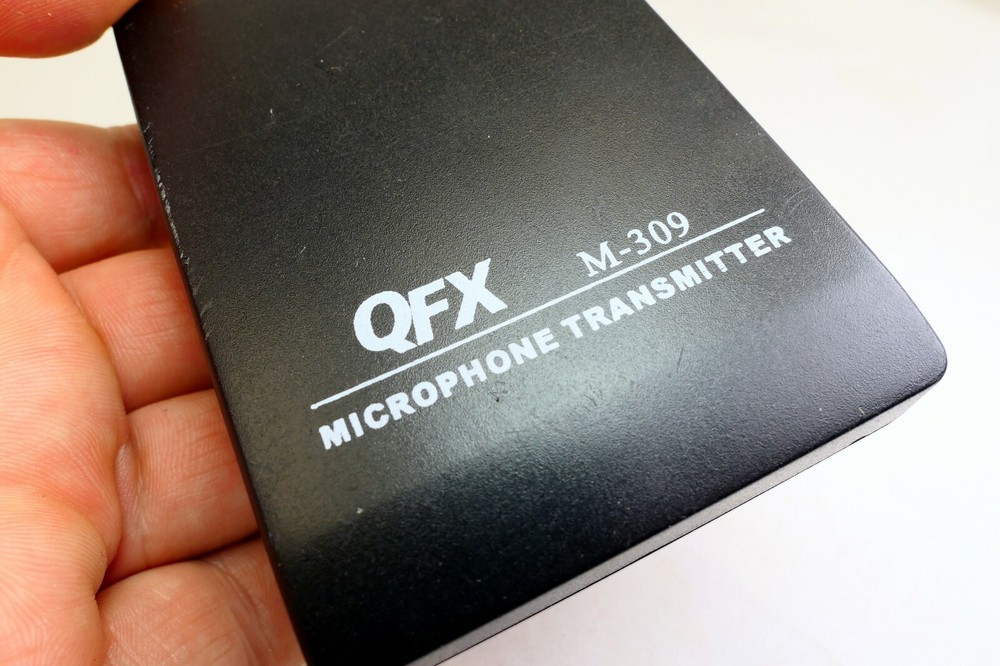 QFX M-309
MICROPHONE TRANSMITTER